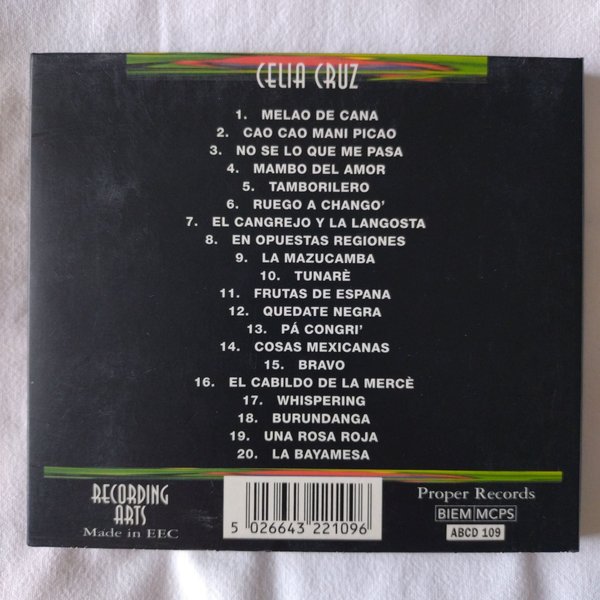 CELIA CRUZ
1. MELAO DE CANA
2. CAO CAO MANI PICAO
3. NO SE LO QUE ME PASA
4. MAMBO DEL AMOR
5. TAMBORILERO
6. RUEGO A CHANGO'
7. EL CANGREJO Y LA LANGOSTA
8. EN OPUESTAS REGIONES
9. LA MAZUCAMBA
10. TUNARÈ
11. FRUTAS DE ESPANA
12. QUEDATE NEGRA
13. PÁ CONGRI'
14. COSAS MEXICANAS
15. BRAVO
16. EL CABILDO DE LA MERCÈ
17. WHISPERING
18. BURUNDANGA
19. UNA ROSA ROJA
20. LA BAYAMESA
RECORDING
ARTS
Made in EEC
5 026643 221096
Proper Records
BIEM MCPS
ABCD 109